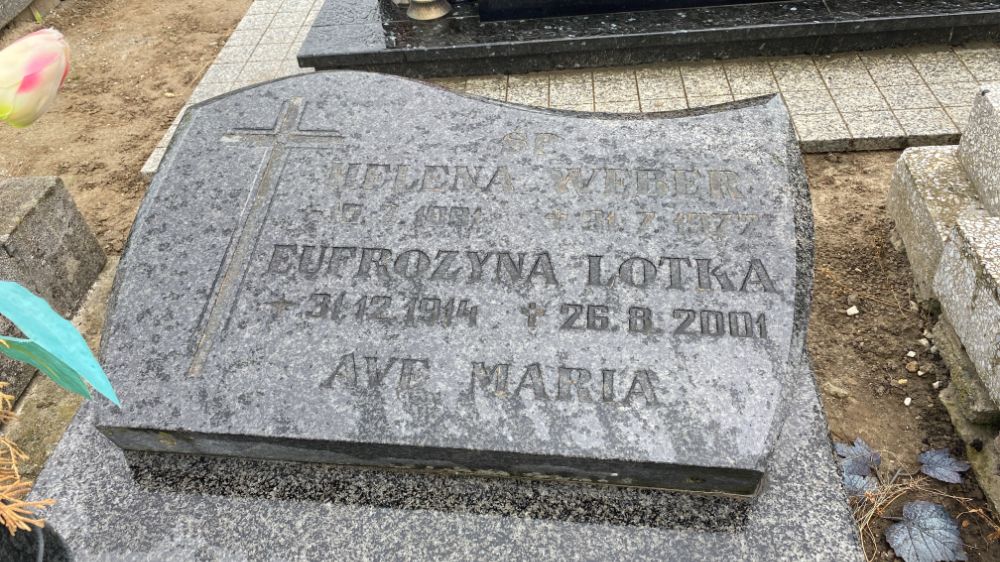 ŚP
HELENA WEBER
EUFROZYNA LOTKA
31.12.1914 + 26.8.2001
AVE MARIA